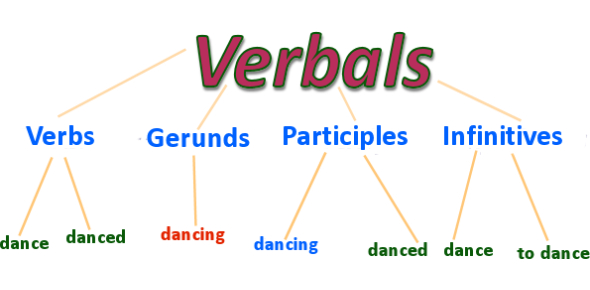 Verbals
Verbs Gerunds Participles Infinitives
dance danced dancing dancing danced dance to dance